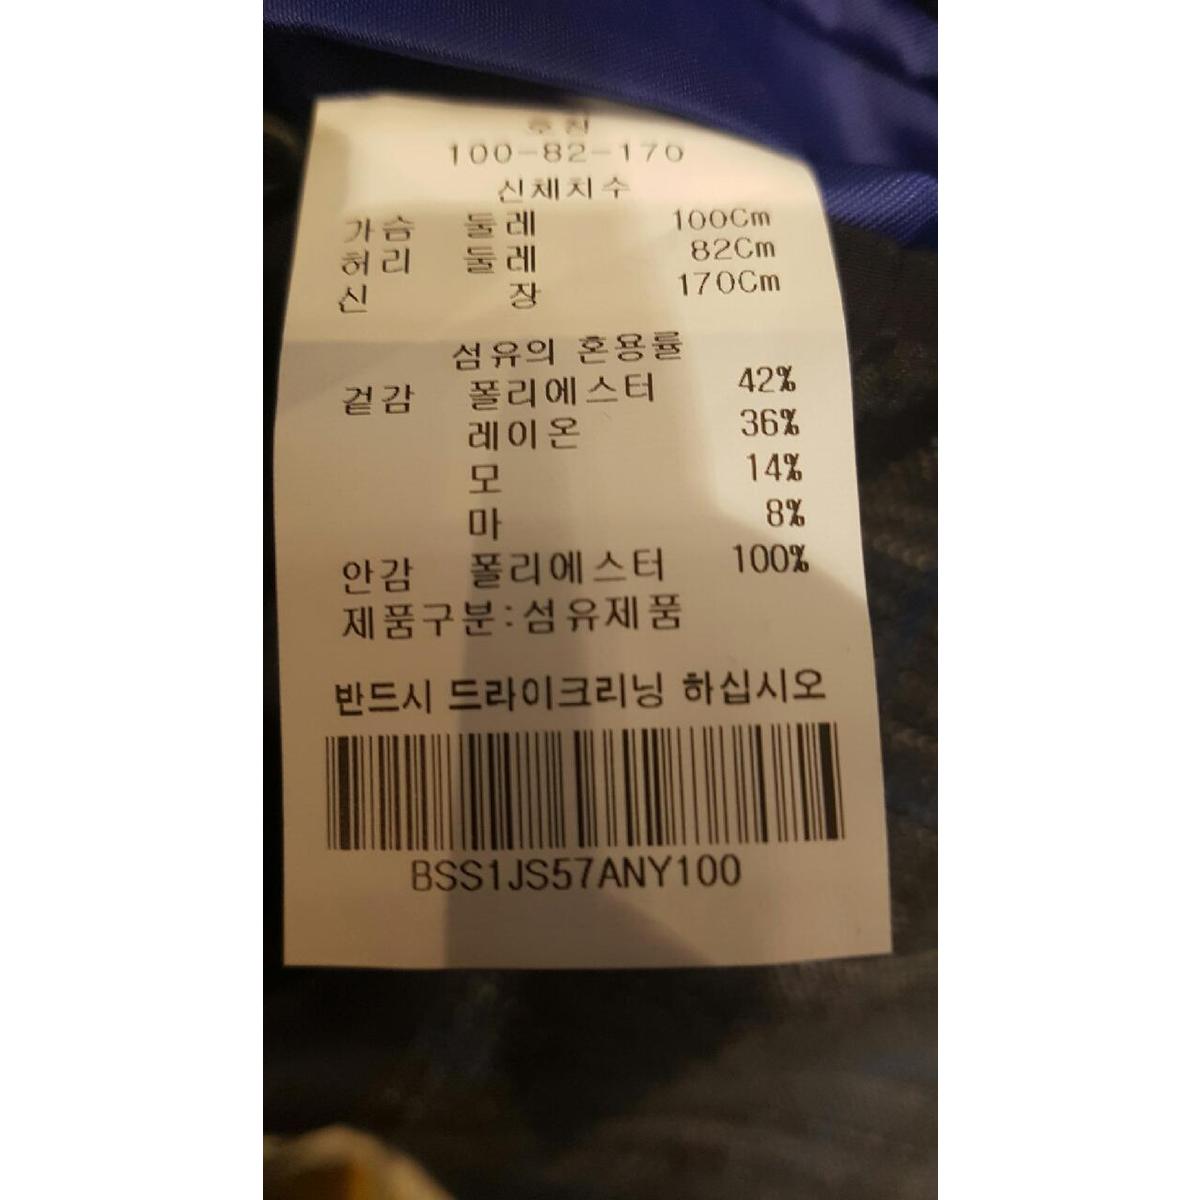 호칭
100-82-170
신체치수
가슴 둘레 100Cm
허리 둘레 82Cm
신 장 170Cm
섬유의 혼용률
겉감 폴리에스터 42%
레이온 36%
모 14%
마 8%
안감 폴리에스터 100%
제품구분:섬유제품
반드시 드라이크리닝 하십시오
BSS1JS57ANY100